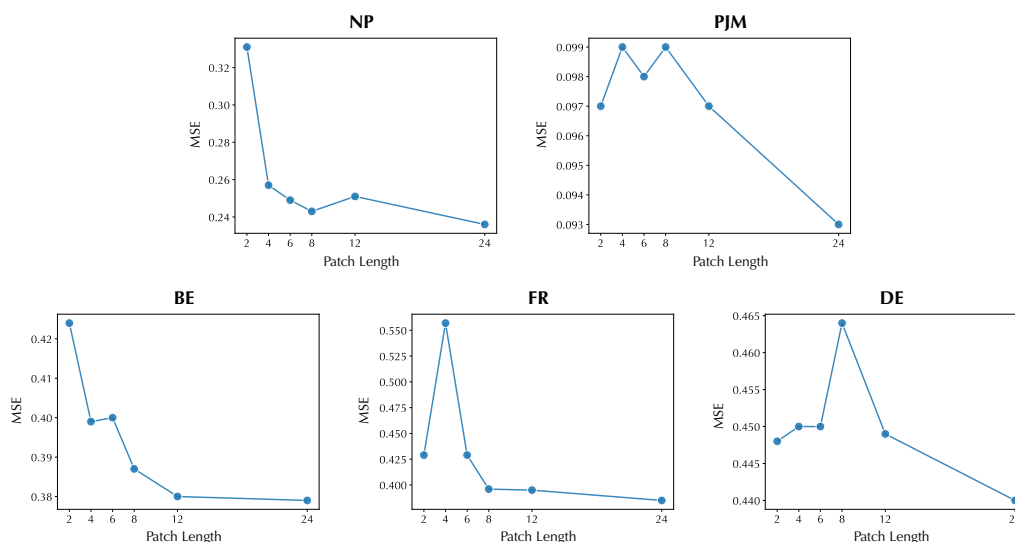 NP
PJM
MSE
0.32
0.30
0.28
0.26
0.24
2 4 6 8 12 24
Patch Length
MSE
0.099
0.098
0.097
0.096
0.095
0.094
0.093
2 4 6 8 12 24
Patch Length
BE
FR
DE
MSE
0.42
0.41
0.40
0.39
0.38
2 4 6 8 12 24
Patch Length
MSE
0.550
0.525
0.500
0.475
0.450
0.425
0.400
2 4 6 8 12 24
Patch Length
MSE
0.465
0.460
0.455
0.450
0.445
0.440
2 4 6 8 12
Patch Length